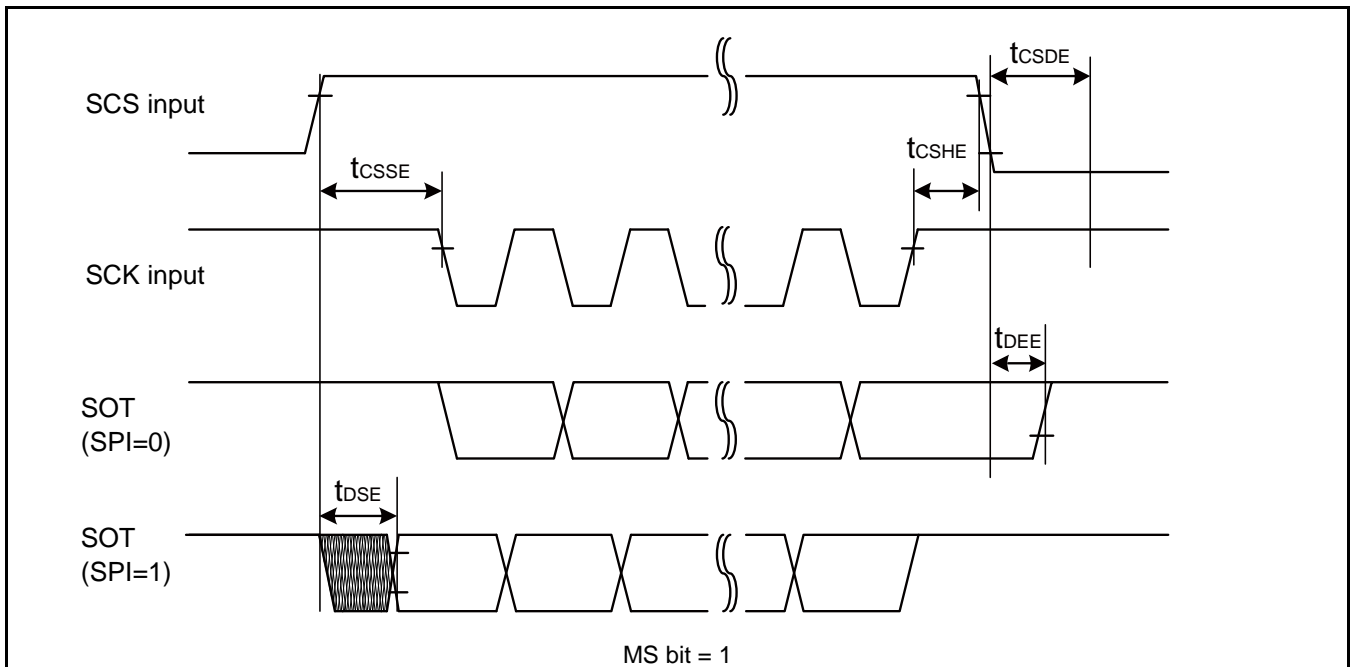 tCSDE
SCS input
tCSHE
tCSSE
SCK input
tDEE
SOT
(SPI=0)
tDSE
SOT
(SPI=1)
MS bit = 1